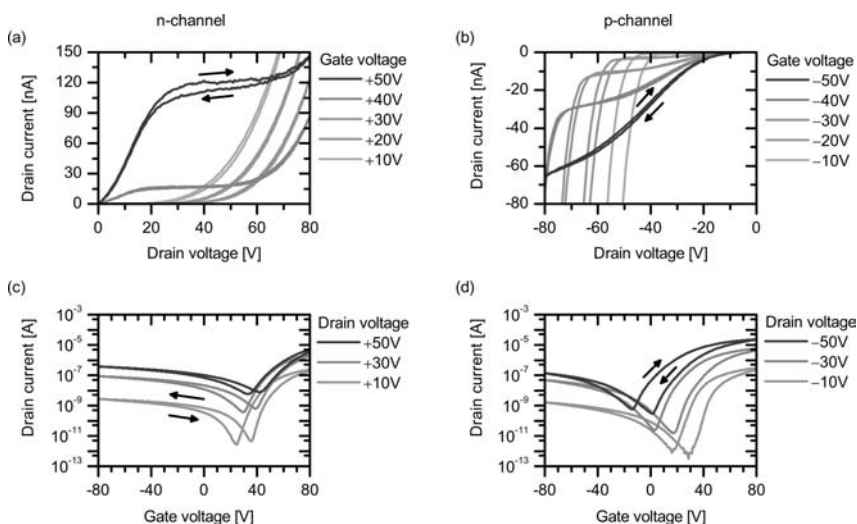 n-channel
p-channel
(a)
150
120
90
60
30
0
Drain current [nA]
0 20 40 60 80
Drain voltage [V]
Gate voltage
+50V
+40V
+30V
+20V
+10V
(b)
0
-20
-40
-60
-80
Drain current [nA]
-80 -60 -40 -20 0
Drain voltage [V]
Gate voltage
−50V
−40V
−30V
−20V
−10V
(c)
10-3
10-5
10-7
10-9
10-11
10-13
Drain current [A]
-80 -40 0 40 80
Gate voltage [V]
Drain voltage
+50V
+30V
+10V
(d)
10-3
10-5
10-7
10-9
10-11
10-13
Drain current [A]
-80 -40 0 40 80
Gate voltage [V]
Drain voltage
−50V
−30V
−10V